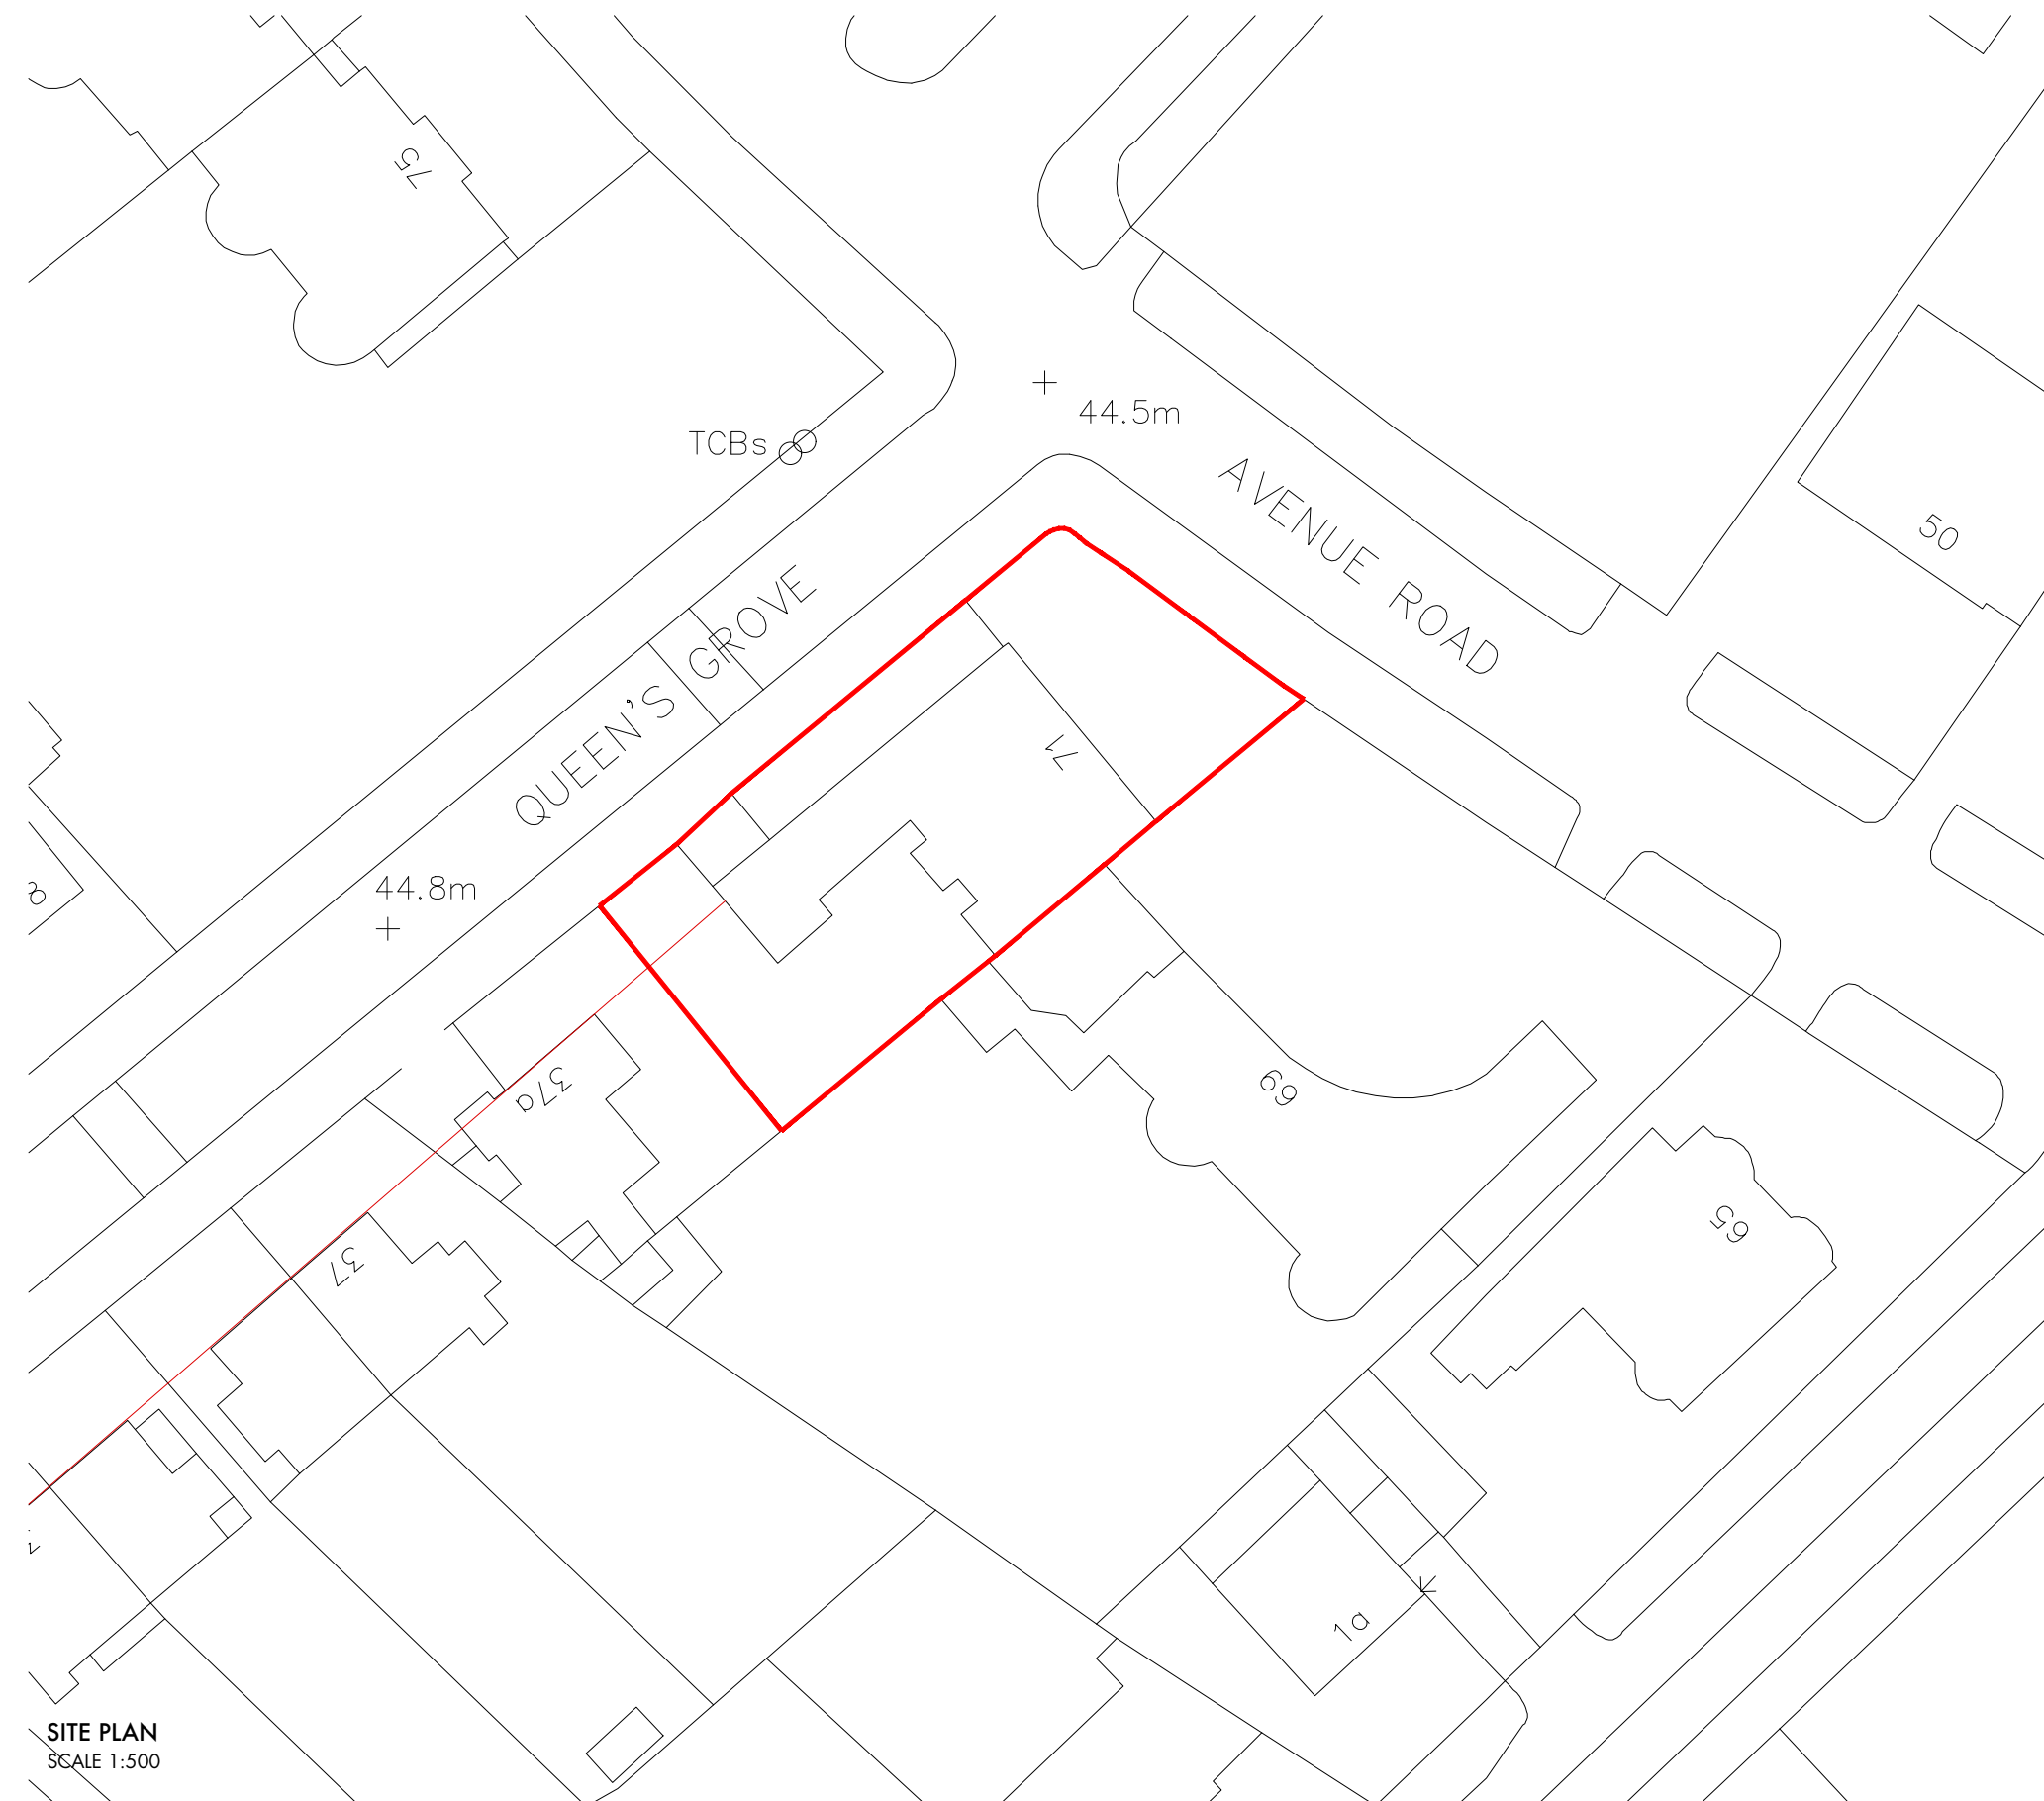 75
44.5m
TCBs
AVENUE ROAD
50
QUEEN'S GROVE
71
44.8m
37a
69
65
37
1a
SITE PLAN
SCALE 1:500